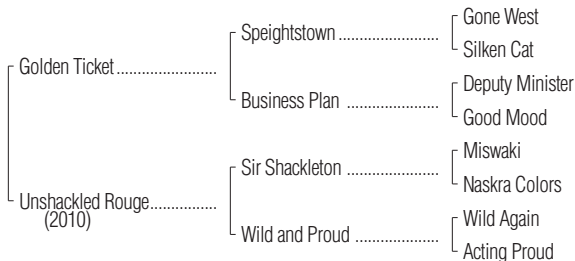 Gone West
Speightstown ......................
Silken Cat
Golden Ticket ......................
Deputy Minister
Business Plan ....................
Good Mood
Miswaki
Sir Shackleton ....................
Naskra Colors
Unshackled Rouge ...............
(2010)
Wild Again
Wild and Proud ..................
Acting Proud